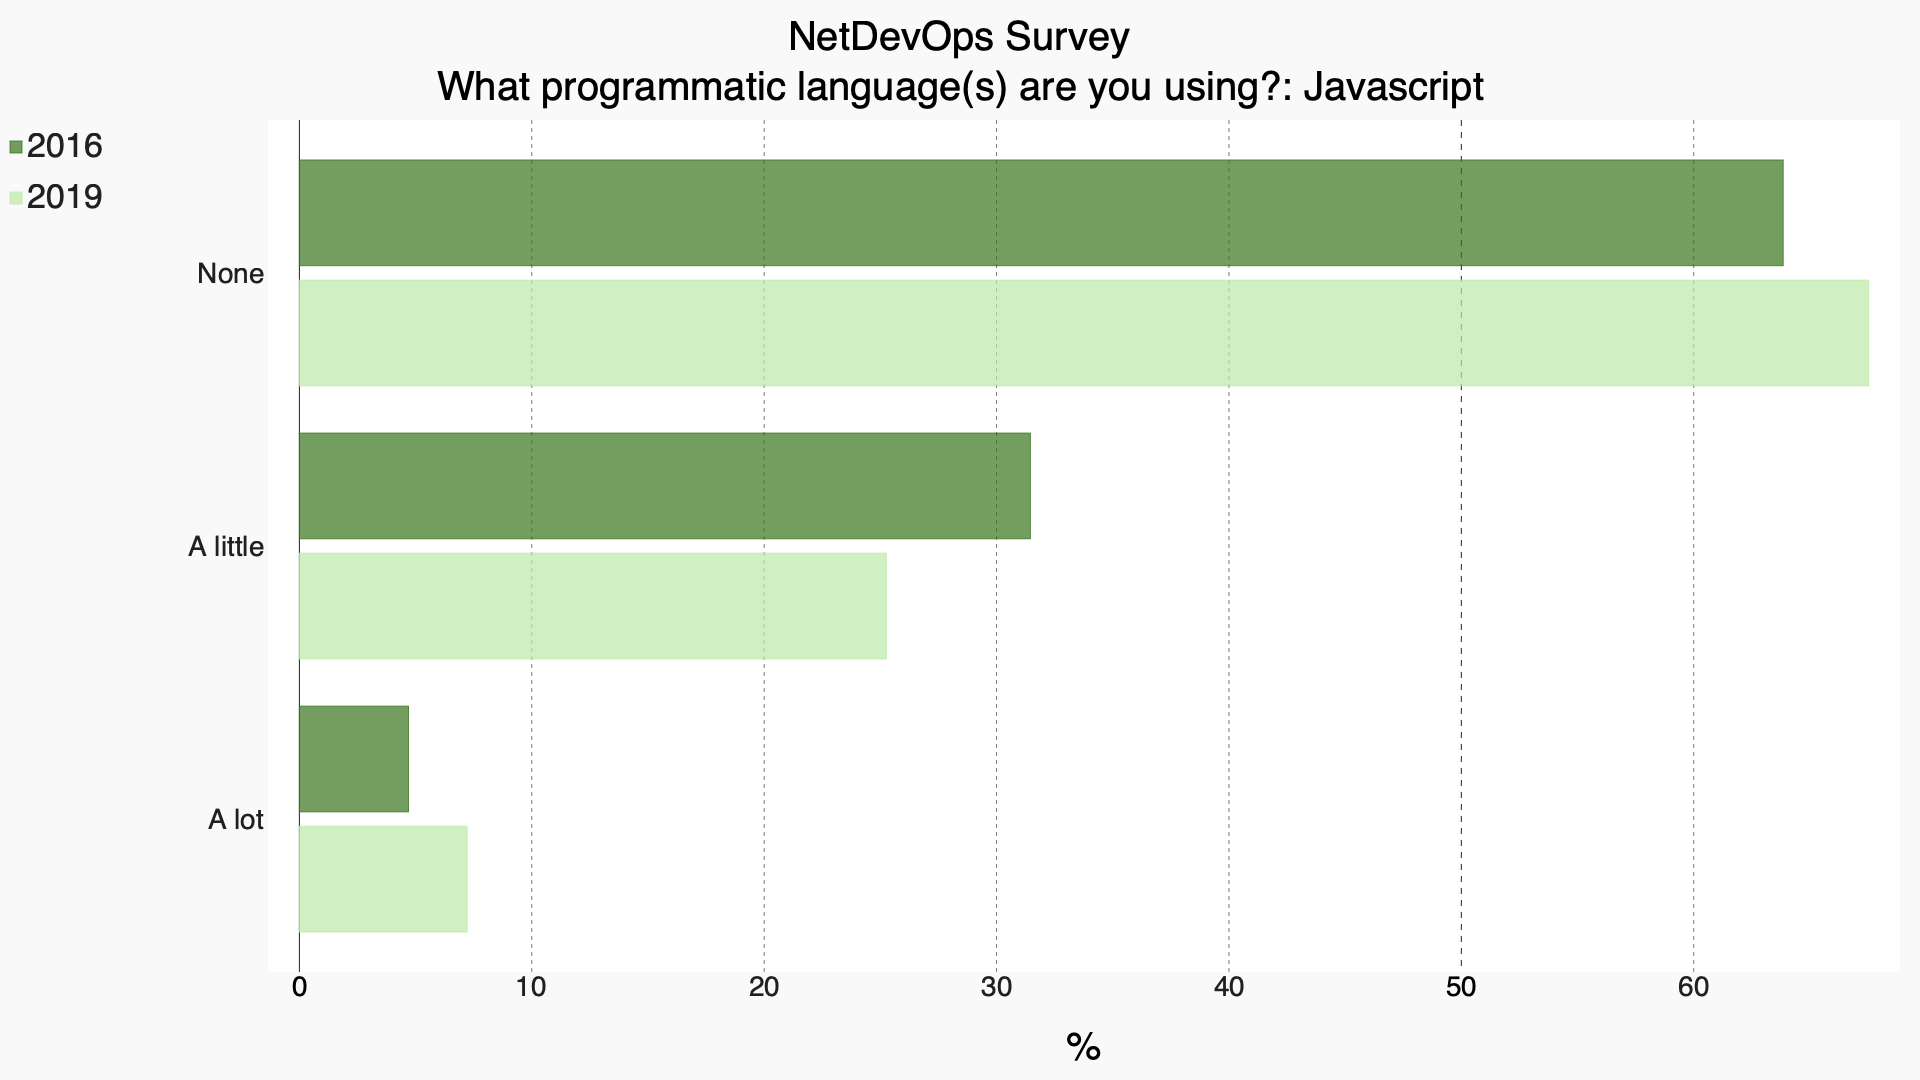 NetDevOps Survey
What programmatic language(s) are you using?: Javascript
2016
2019
None
A little
A lot
0 10 20 30 40 50 60
%